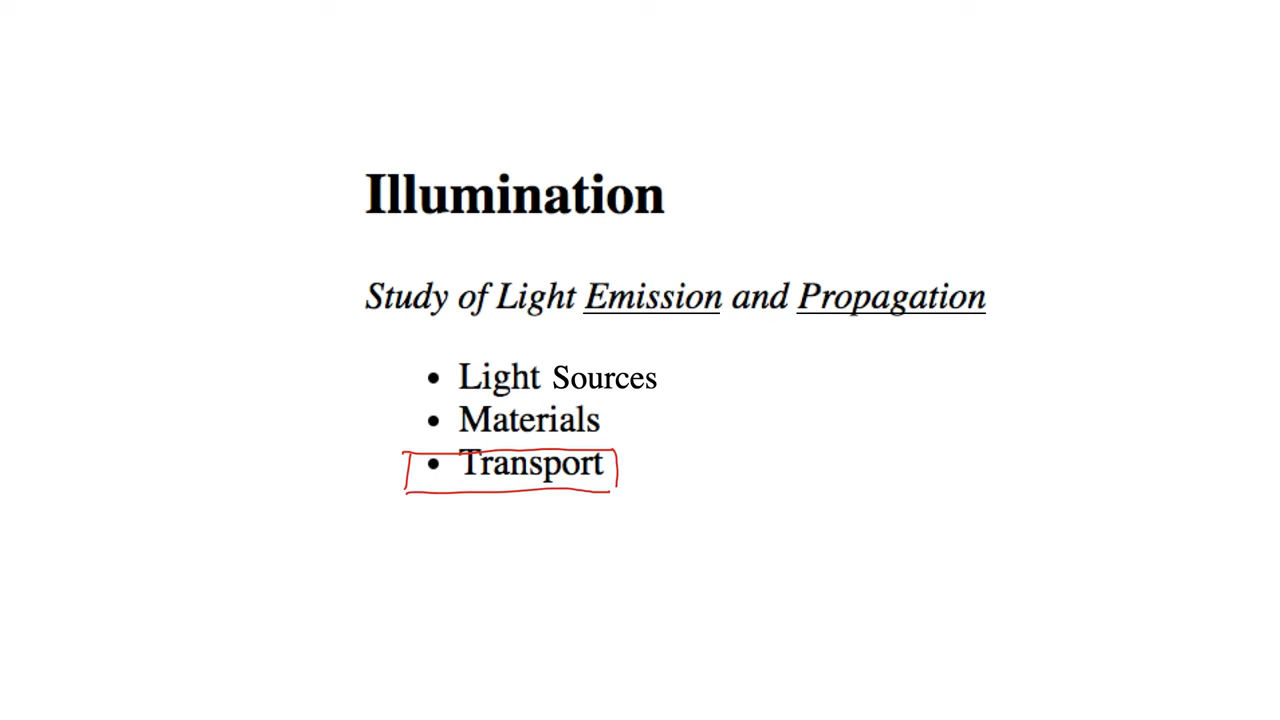 Illumination
Study of Light Emission and Propagation
• Light Sources
• Materials
• Transport